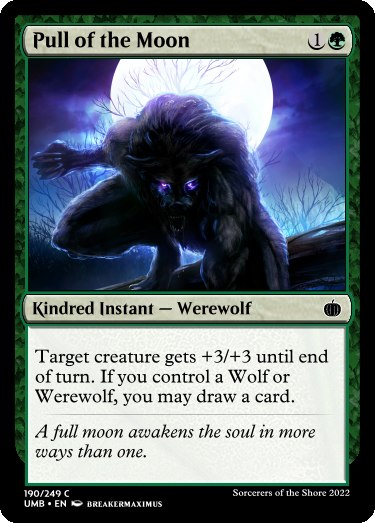 Pull of the Moon 1
Kindred Instant — Werewolf
Target creature gets +3/+3 until end
of turn. If you control a Wolf or
Werewolf, you may draw a card.
A full moon awakens the soul in more
ways than one.
190/249 C
Sorcerers of the Shore 2022
UMB • EN BREAKERMAXIMUS